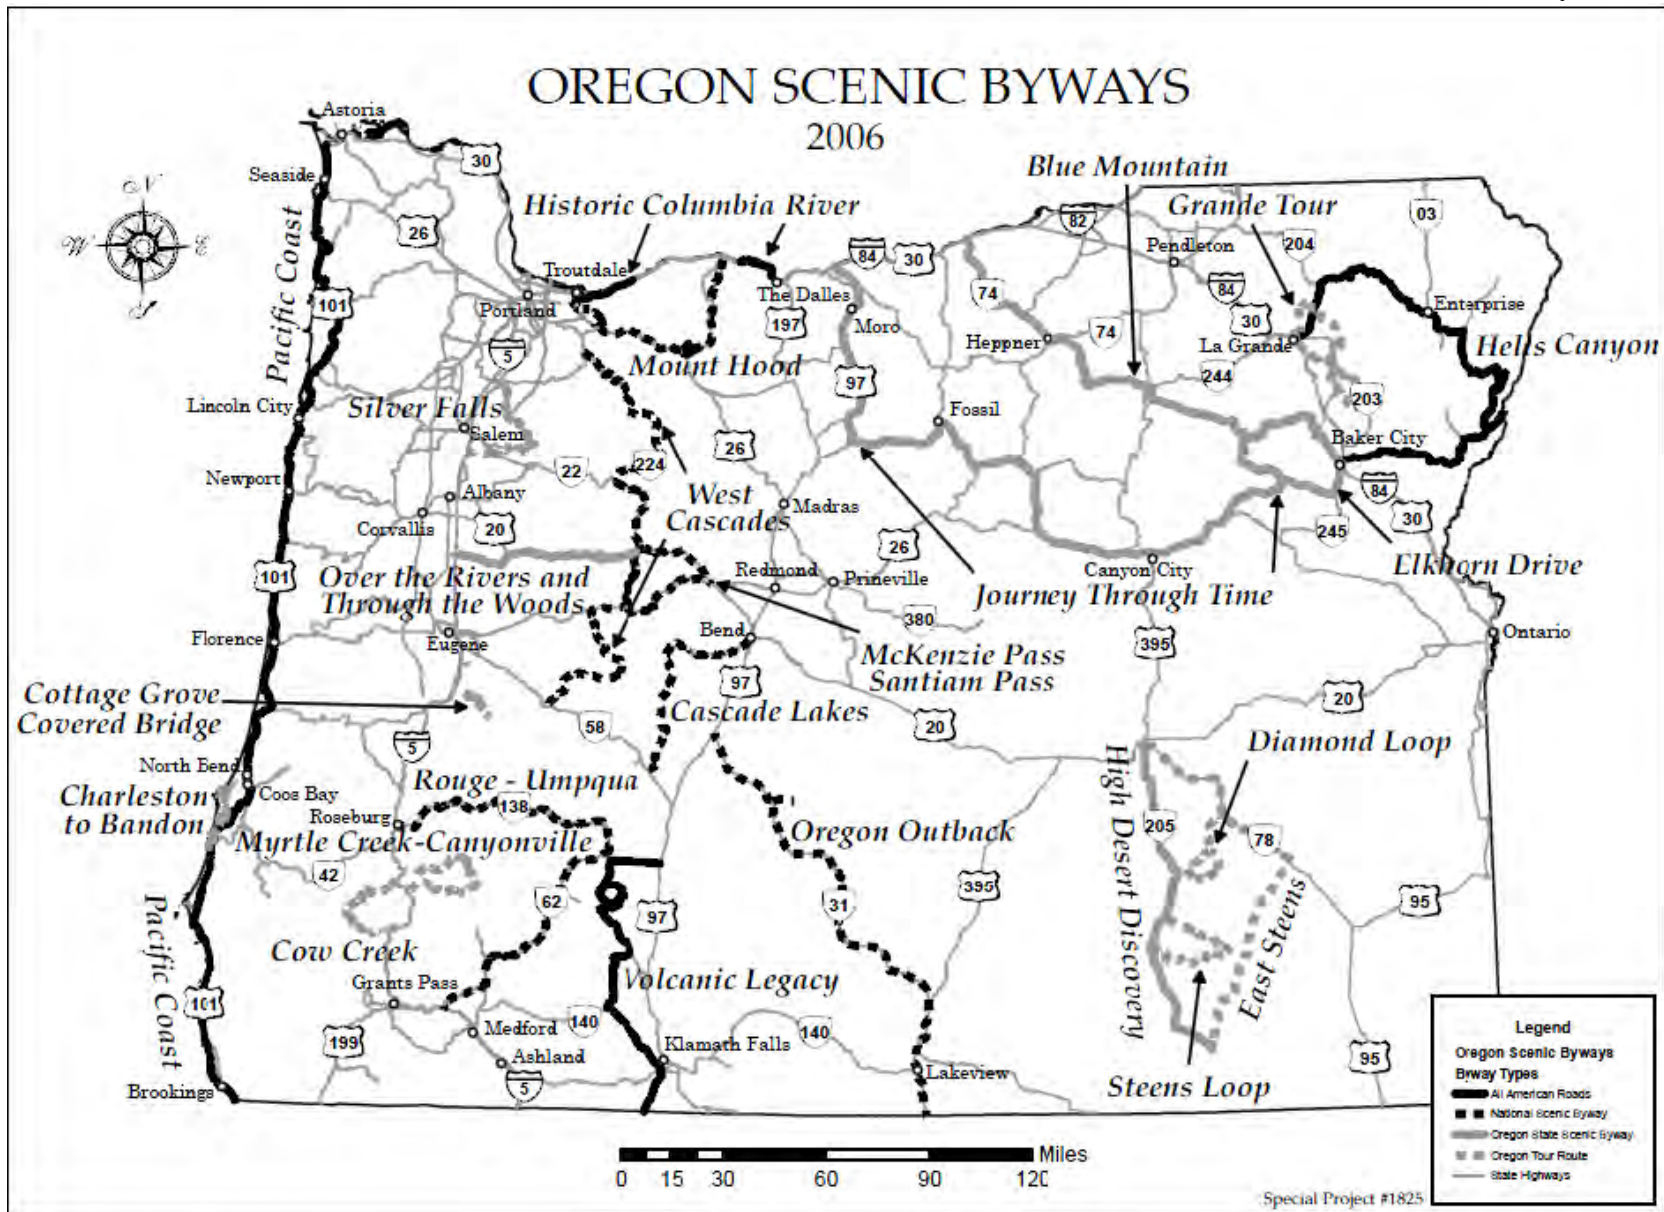 OREGON SCENIC BYWAYS
2006
Astoria
30
Blue Mountain
Seaside
Historic Columbia River
Grande Tour
N
W
E
S
26
82
03
204
Pendleton
84
30
Pacific Coast
Troutdale
74
84
101
Portland
The Dalles
Enterprise
197
Moro
30
5
Heppner
74
La Grande
Hells Canyon
Mount Hood
97
244
203
Lincoln City
Silver Falls
Fossil
Salem
26
Baker City
Newport
22
224
84
Albany
West
Cascades
Madras
30
Corvallis
20
245
26
Over the Rivers and
Through the Woods
Redmond
Prineville
Canyon City
Elkhorn Drive
101
Journey Through Time
380
Florence
Eugene
Bend
395
Ontario
McKenzie Pass
Santiam Pass
97
Cottage Grove
Covered Bridge
Cascade Lakes
20
58
20
5
Diamond Loop
North Bend
Rouge - Umpqua
High Desert Discovery
Charleston
to Bandon
Coos Bay
138
Roseburg
205
Oregon Outback
78
Myrtle Creek-Canyonville
42
395
62
31
95
97
East Steens
Pacific Coast
Cow Creek
Grants Pass
Volcanic Legacy
101
140
Medford
140
199
Klamath Falls
Ashland
95
Lakeview
5
Steens Loop
Brookings
Legend
Oregon Scenic Byways
Byway Types
All American Roads
National Scenic Byway
Oregon State Scenic Byway
Oregon Tour Route
State Highways
Miles
0 15 30 60 90 120
Special Project #1825